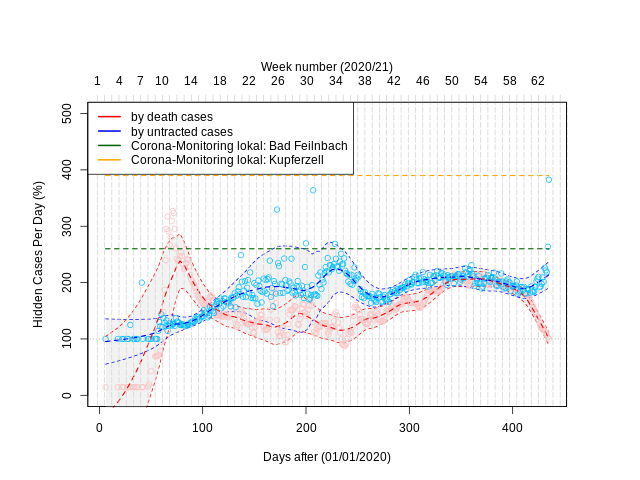 Week number (2020/21)
1 4 7 10 14 18 22 26 30 34 38 42 46 50 54 58 62
by death cases
by untracted cases
Corona-Monitoring lokal: Bad Feilnbach
Corona-Monitoring lokal: Kupferzell
Hidden Cases Per Day (%)
500
400
300
200
100
0
0 100 200 300 400
Days after (01/01/2020)